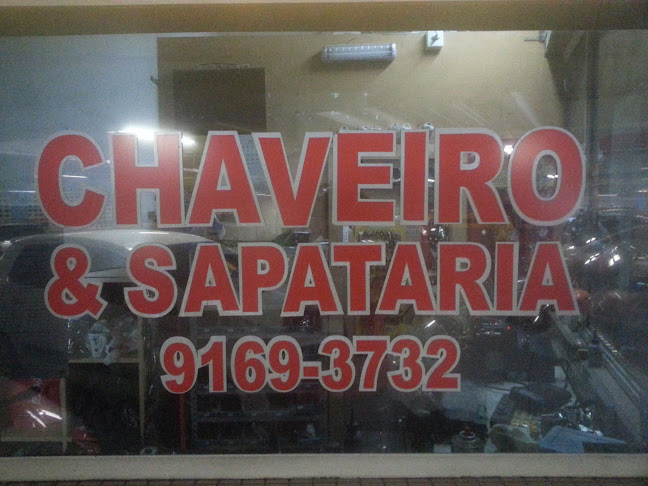 CHAVEIRO
& SAPATARIA
9169-3732